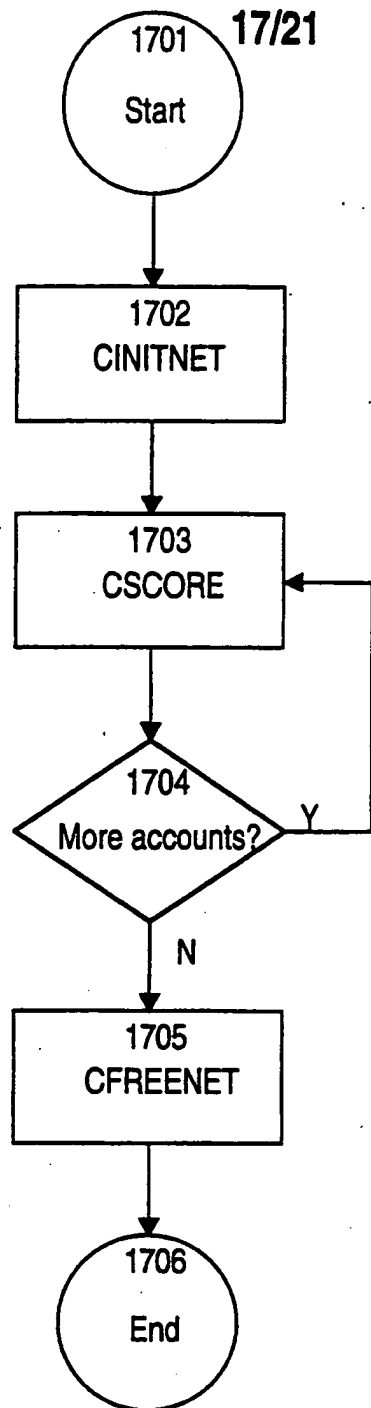 17/21
1701
Start
1702
CINITNET
1703
CSCORE
1704
More accounts?
Y
N
1705
CFREENET
1706
End